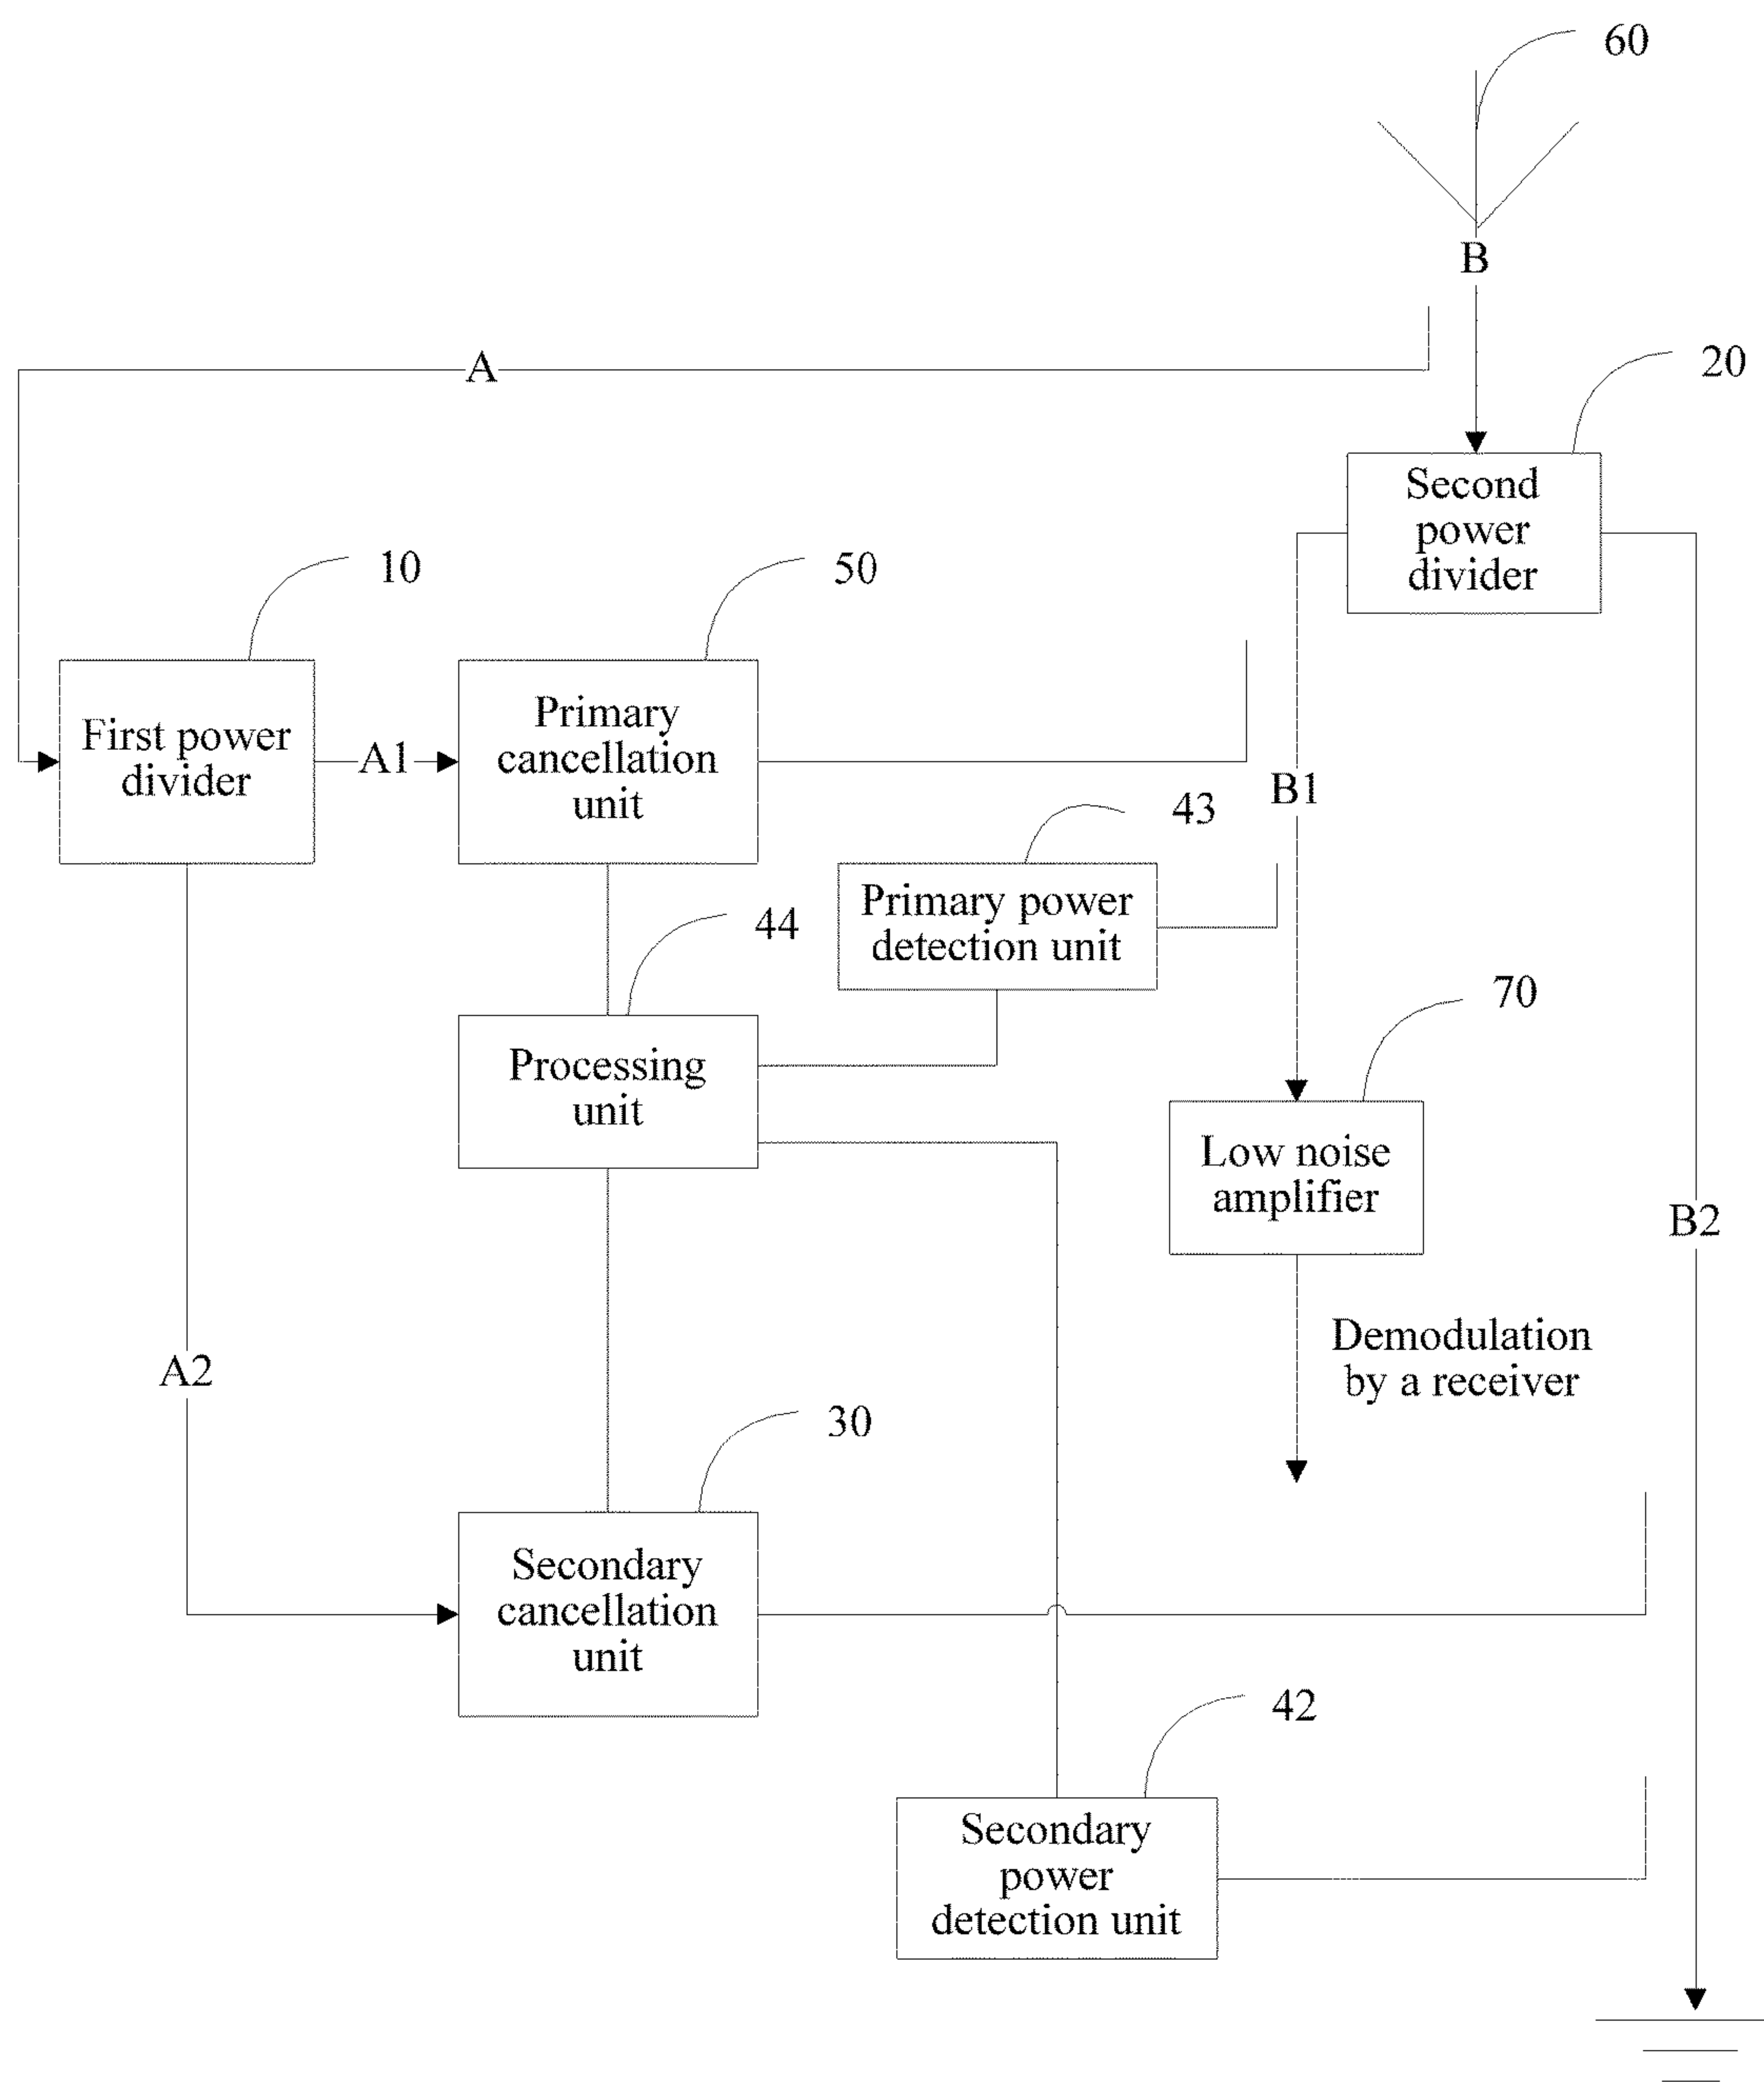 60
B
A
20
Second
power
divider
10
50
First power
divider
A1
Primary
cancellation
unit
B1
43
Primary power
detection unit
44
Processing
unit
70
Low noise
amplifier
B2
Demodulation
by a receiver
A2
30
Secondary
cancellation
unit
42
Secondary
power
detection unit